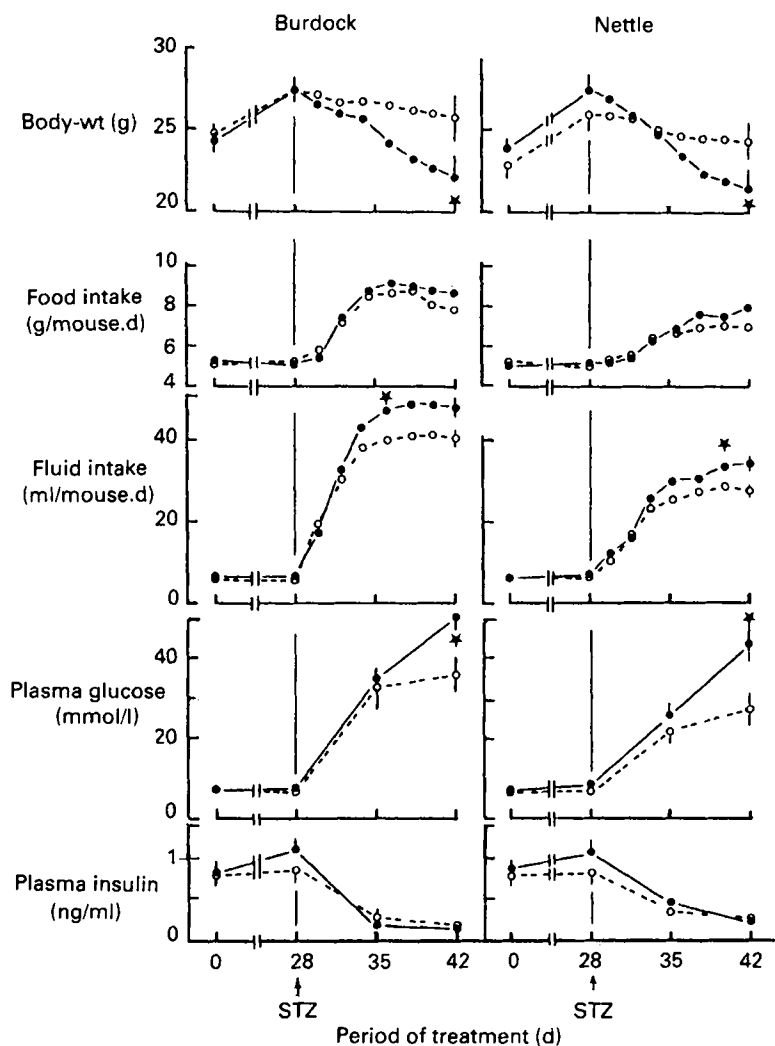 Burdock
Nettle
30
25
20
Body-wt (g)
10
8
6
4
Food intake
(g/mouse.d)
40
20
0
Fluid intake
(ml/mouse.d)
40
20
0
Plasma glucose
(mmol/l)
1
0
Plasma insulin
(ng/ml)
0 28 35 42 0 28 35 42
STZ STZ
Period of treatment (d)